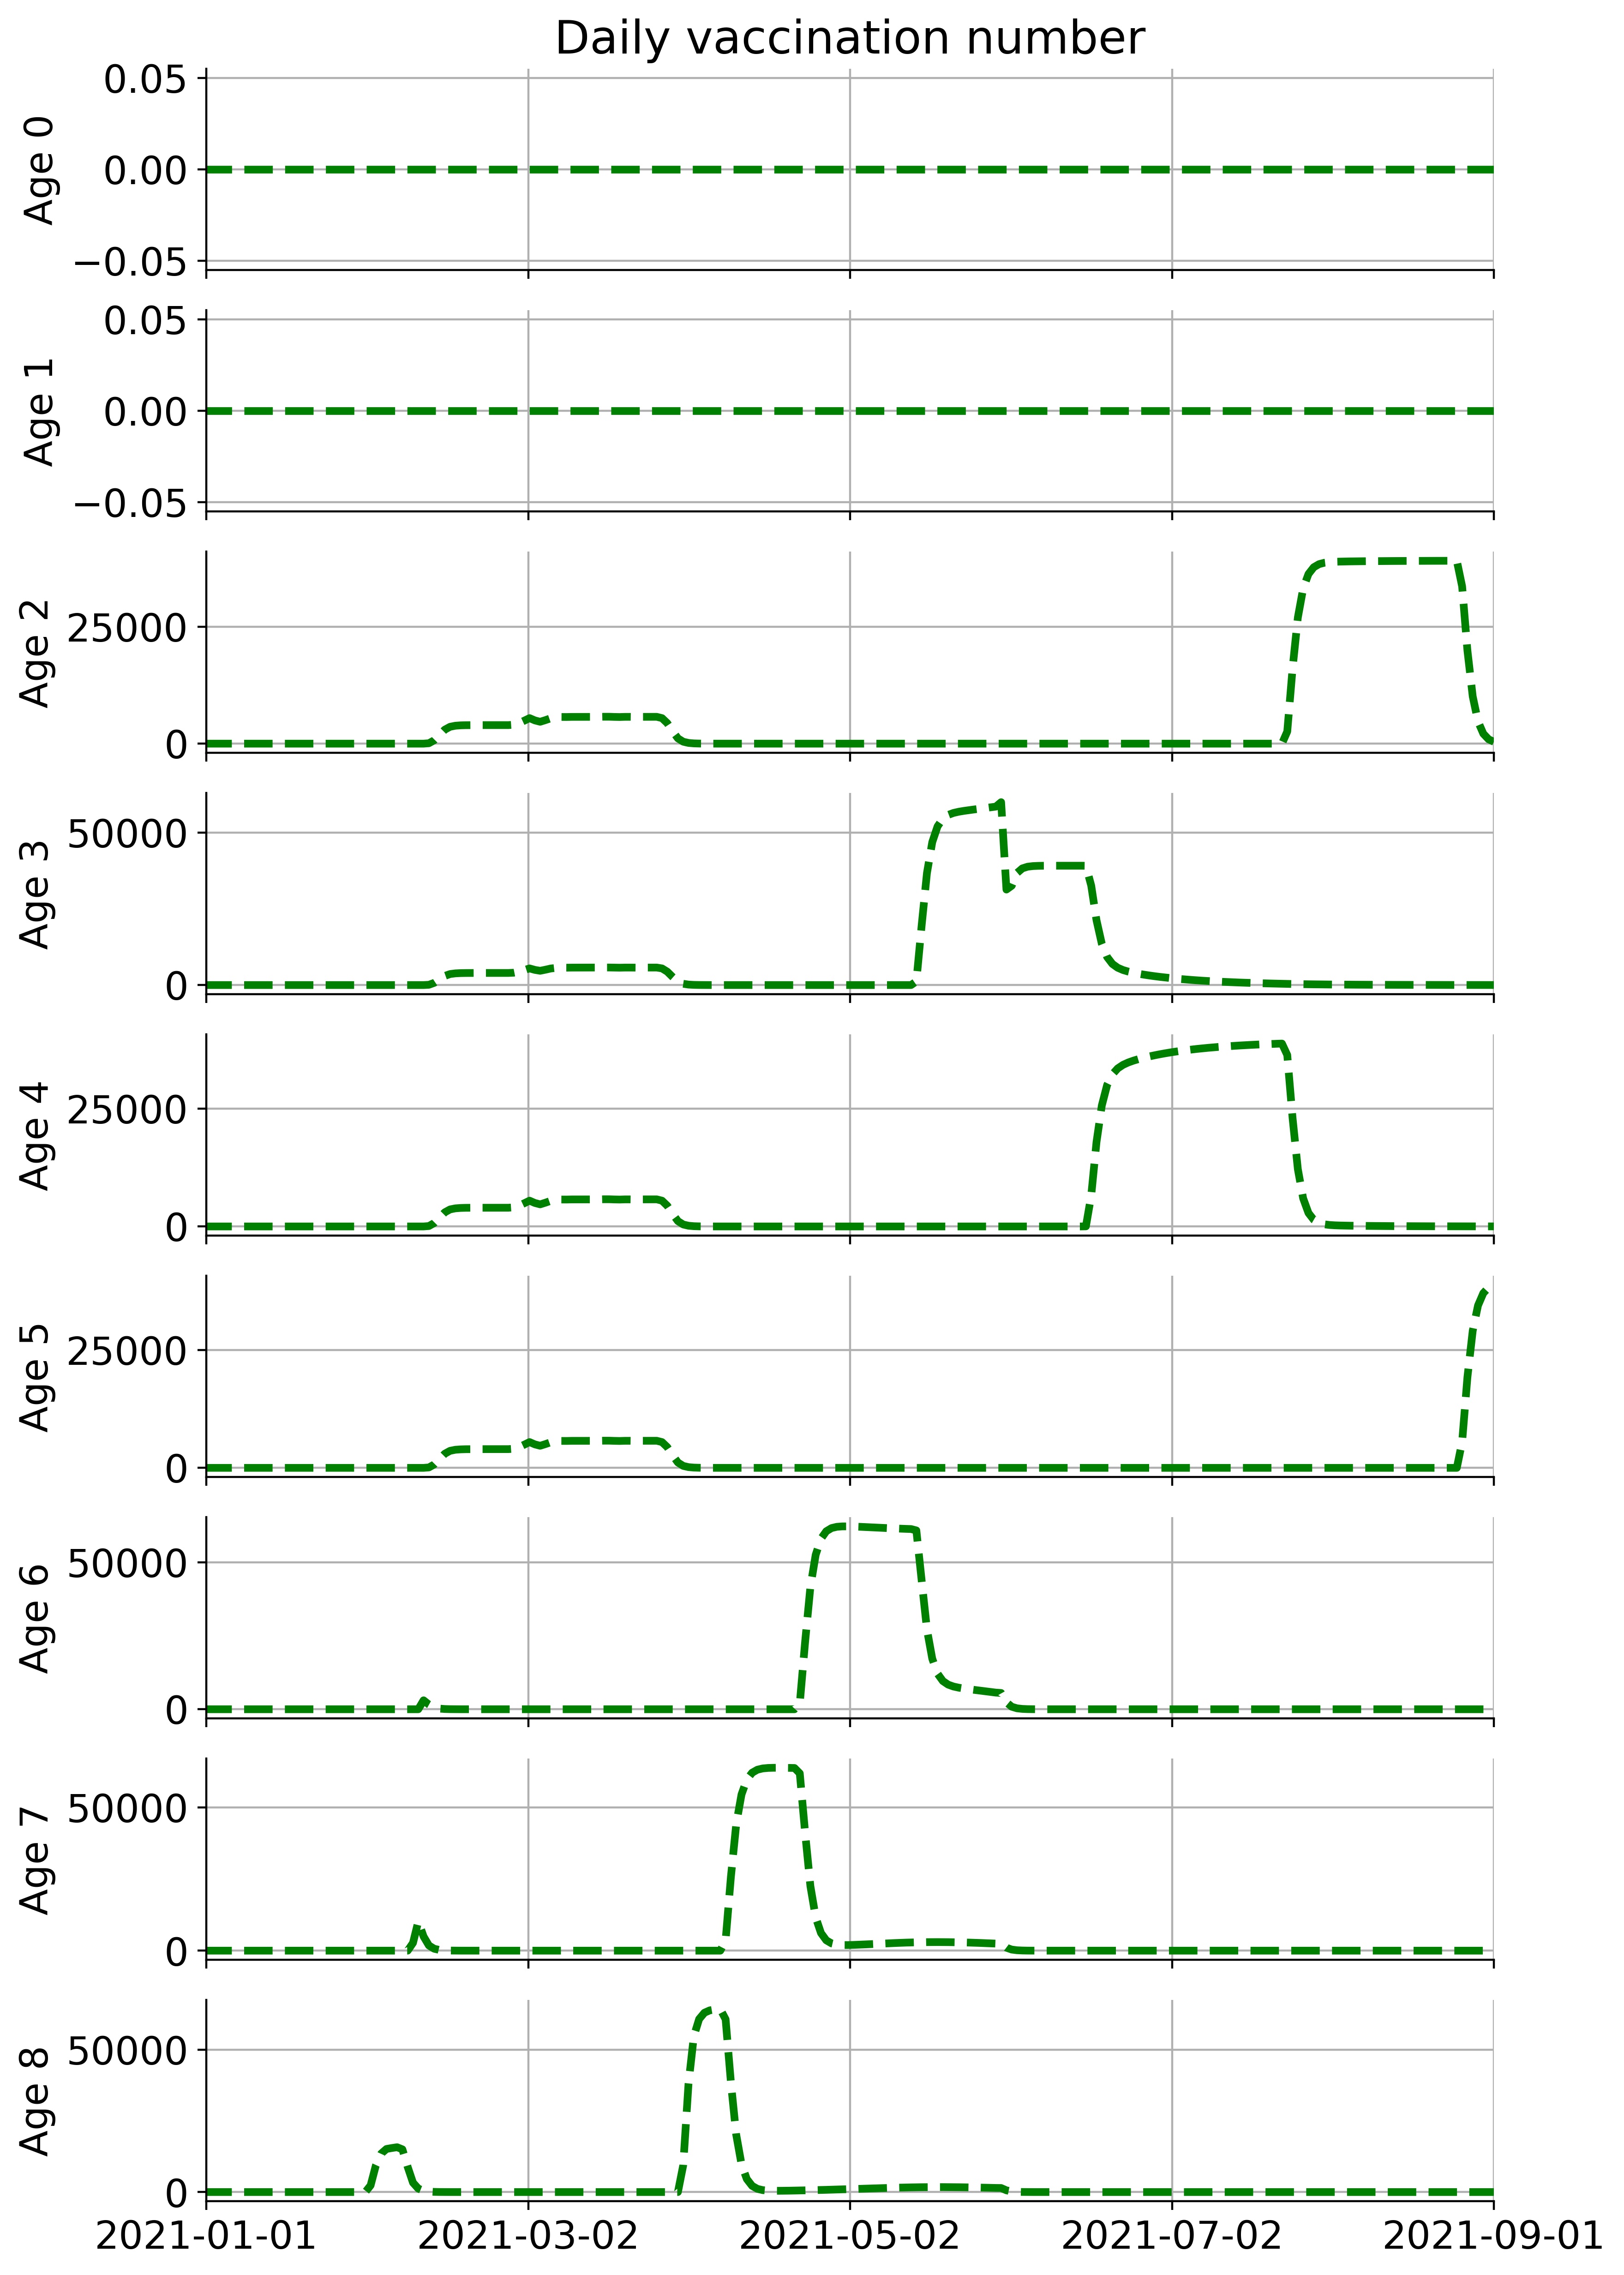 Daily vaccination number
0.05
0.00
−0.05
Age 0
0.05
0.00
−0.05
Age 1
25000
0
Age 2
50000
0
Age 3
25000
0
Age 4
25000
0
Age 5
50000
0
Age 6
50000
0
Age 7
50000
0
Age 8
2021-01-01 2021-03-02 2021-05-02 2021-07-02 2021-09-01